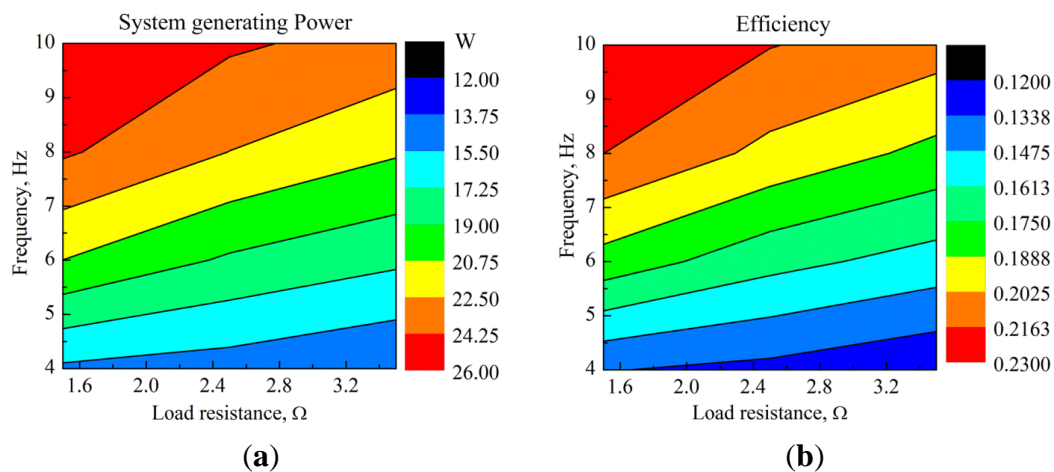 System generating Power
W
10
9
8
7
6
5
4
Frequency, Hz
1.6 2.0 2.4 2.8 3.2
Load resistance, Ω
12.00
13.75
15.50
17.25
19.00
20.75
22.50
24.25
26.00
(a)
Efficiency
10
9
8
7
6
5
4
Frequency, Hz
1.6 2.0 2.4 2.8 3.2
Load resistance, Ω
0.1200
0.1338
0.1475
0.1613
0.1750
0.1888
0.2025
0.2163
0.2300
(b)